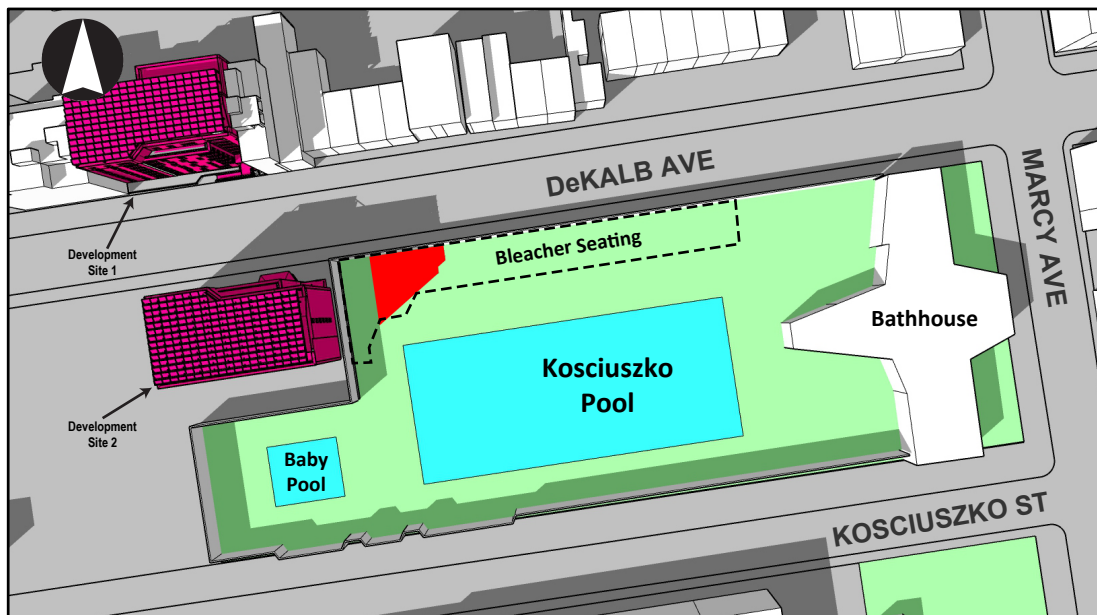 DeKALB AVE
MARCY AVE
Development
Site 1
Bleacher Seating
Bathhouse
Kosciuszko
Pool
Development
Site 2
Baby
Pool
KOSCIUSZKO ST